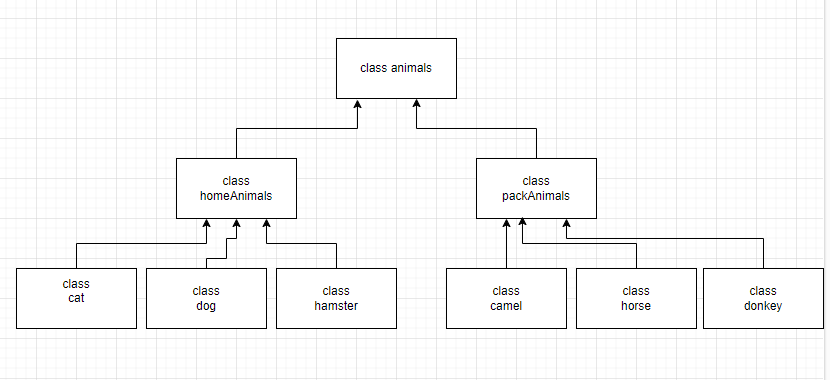 class animals
class
homeAnimals
class
packAnimals
class
cat
class
dog
class
hamster
class
camel
class
horse
class
donkey